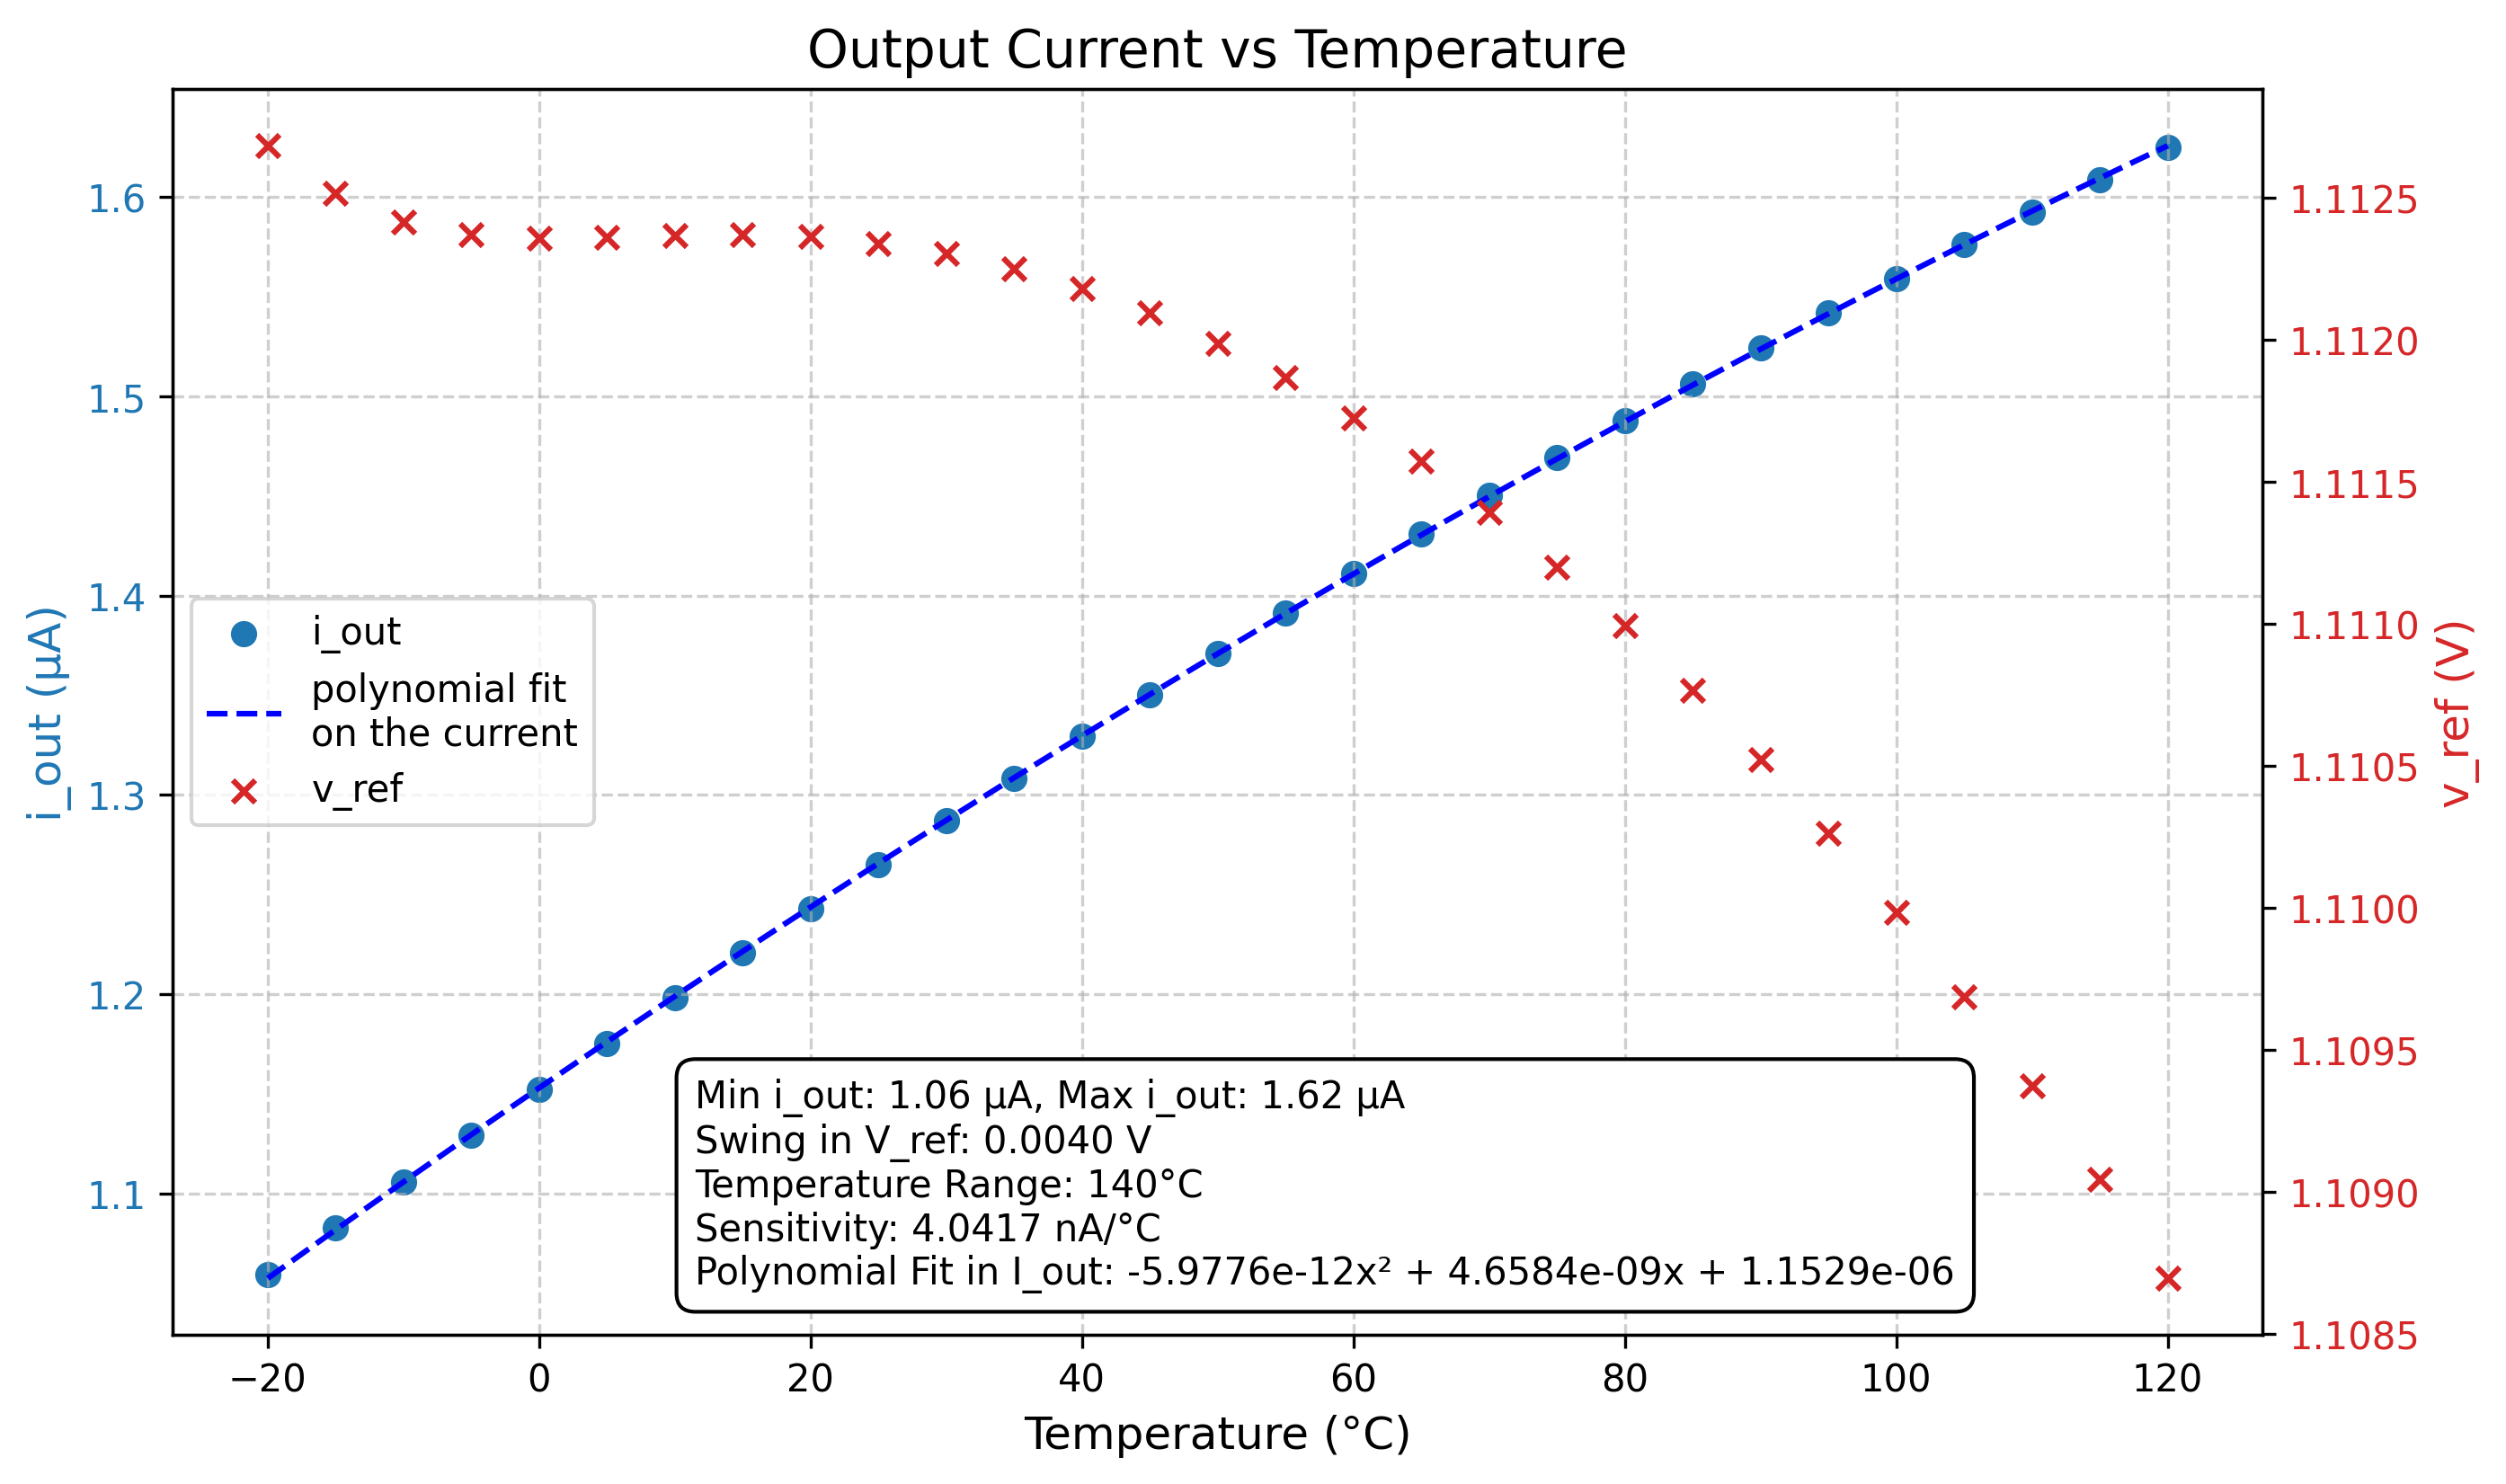 Output Current vs Temperature
i_out (µA)
1.6
1.5
1.4
1.3
1.2
1.1
i_out
polynomial fit
on the current
v_ref
Min i_out: 1.06 µA, Max i_out: 1.62 µA
Swing in V_ref: 0.0040 V
Temperature Range: 140°C
Sensitivity: 4.0417 nA/°C
Polynomial Fit in I_out: -5.9776e-12x² + 4.6584e-09x + 1.1529e-06
1.1125
1.1120
1.1115
1.1110
1.1105
1.1100
1.1095
1.1090
1.1085
v_ref (V)
−20 0 20 40 60 80 100 120
Temperature (°C)